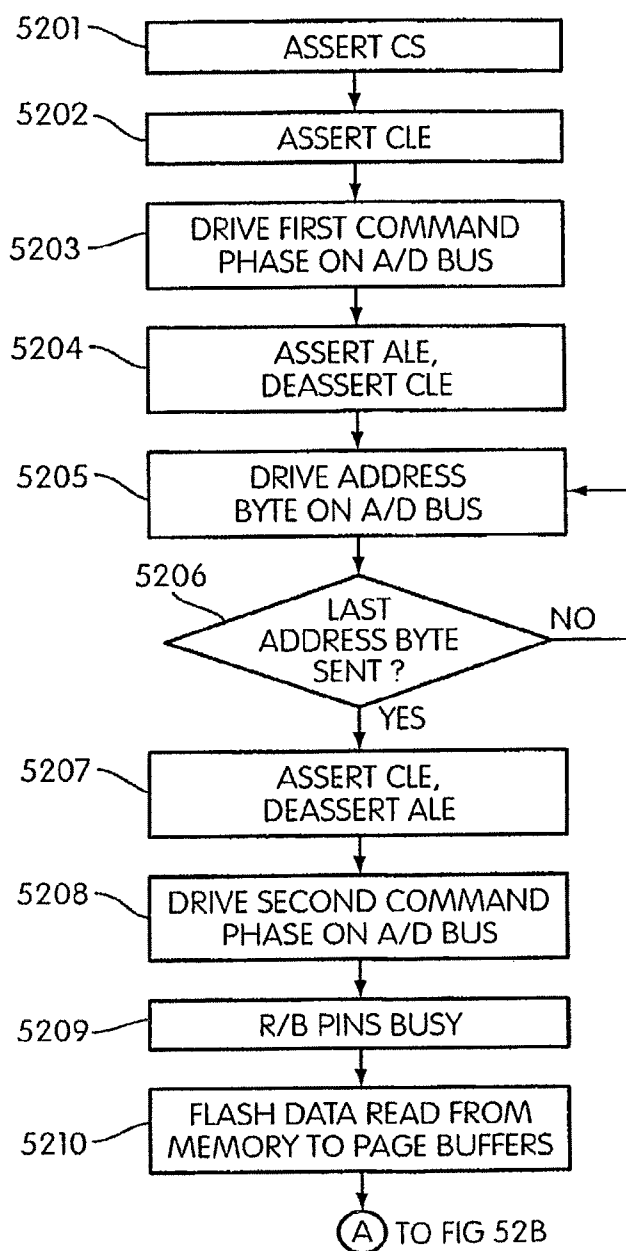 5201
ASSERT CS
5202
ASSERT CLE
5203
DRIVE FIRST COMMAND
PHASE ON A/D BUS
5204
ASSERT ALE,
DEASSERT CLE
5205
DRIVE ADDRESS
BYTE ON A/D BUS
5206
LAST
ADDRESS BYTE
SENT ?
NO
YES
5207
ASSERT CLE,
DEASSERT ALE
5208
DRIVE SECOND COMMAND
PHASE ON A/D BUS
5209
R/B PINS BUSY
5210
FLASH DATA READ FROM
MEMORY TO PAGE BUFFERS
A TO FIG 52B